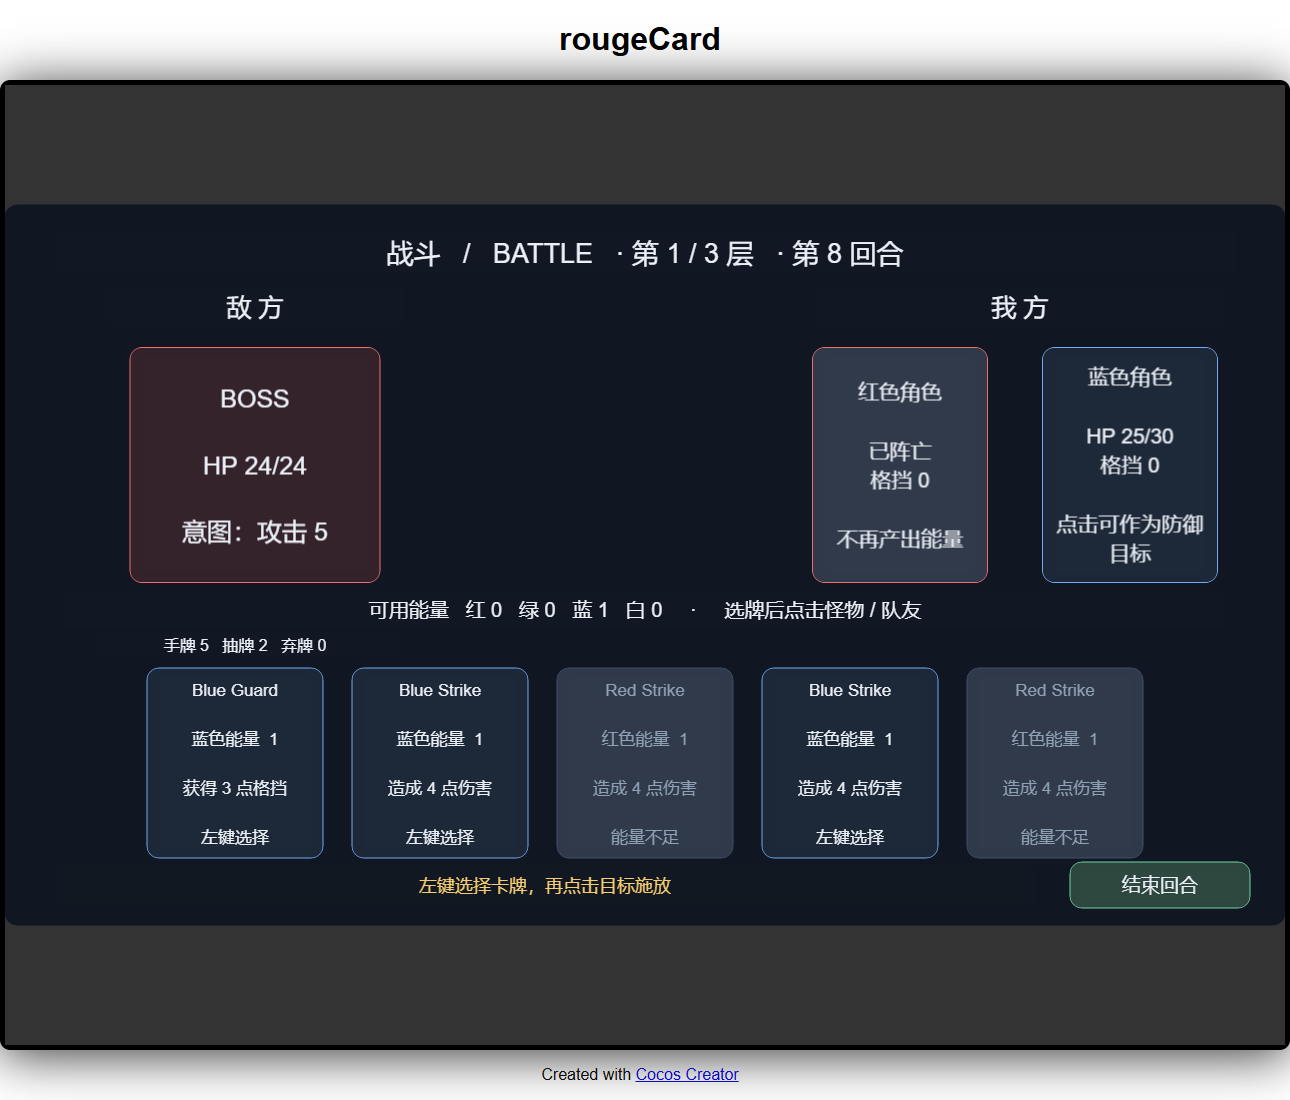 rougeCard
战斗 / BATTLE · 第 1 / 3 层 · 第 8 回合
敌 方
我 方
BOSS
HP 24/24
意图：攻击 5
红色角色
已阵亡
格挡 0
不再产出能量
蓝色角色
HP 25/30
格挡 0
点击可作为防御
目标
可用能量 红 0 绿 0 蓝 1 白 0 · 选牌后点击怪物 / 队友
手牌 5 抽牌 2 弃牌 0
Blue Guard
蓝色能量 1
获得 3 点格挡
左键选择
Blue Strike
蓝色能量 1
造成 4 点伤害
左键选择
Red Strike
红色能量 1
造成 4 点伤害
能量不足
Blue Strike
蓝色能量 1
造成 4 点伤害
左键选择
Red Strike
红色能量 1
造成 4 点伤害
能量不足
左键选择卡牌，再点击目标施放
结束回合
Created with Cocos Creator